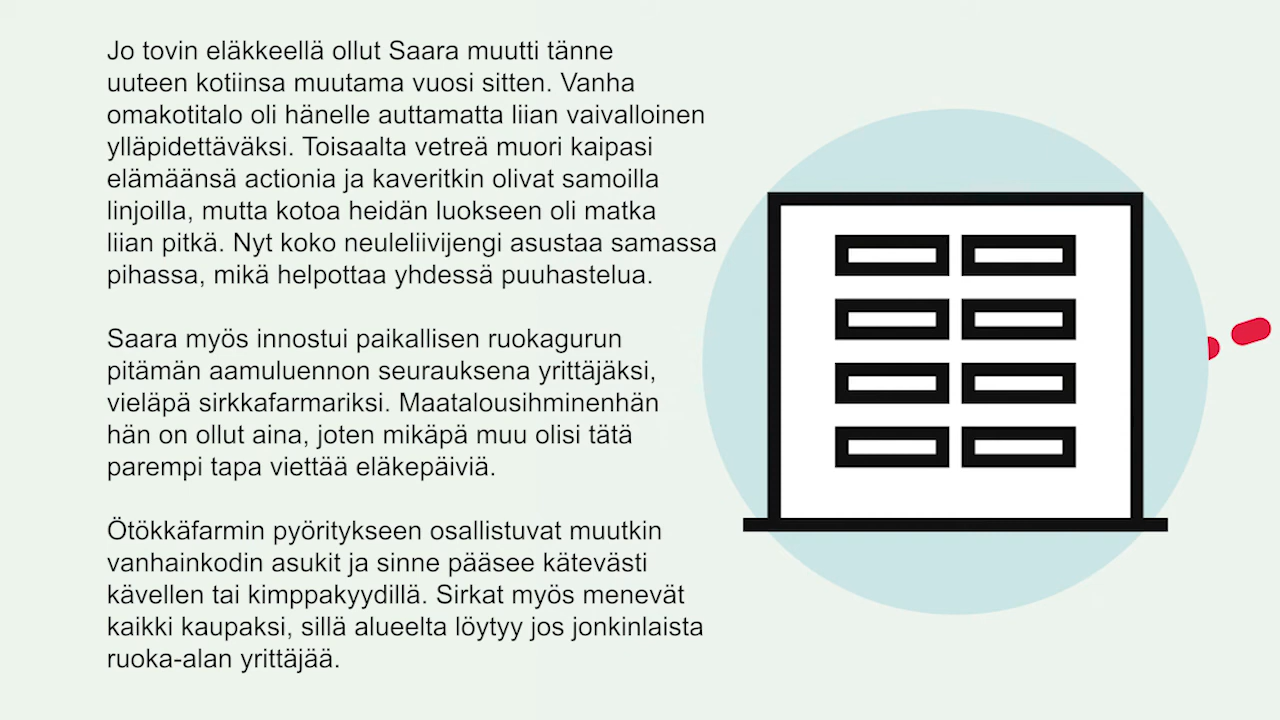 Jo tovin eläkkeellä ollut Saara muutti tänne
uuteen kotiinsa muutama vuosi sitten. Vanha
omakotitalo oli hänelle auttamatta liian vaivalloinen
ylläpidettäväksi. Toisaalta vetreä muori kaipasi
elämäänsä actionia ja kaveritkin olivat samoilla
linjoilla, mutta kotoa heidän luokseen oli matka
liian pitkä. Nyt koko neuleliivijengi asustaa samassa
pihassa, mikä helpottaa yhdessä puuhastelua.
Saara myös innostui paikallisen ruokagurun
pitämän aamuluennon seurauksena yrittäjäksi,
vieläpä sirkkafarmariksi. Maatalousihminenhän
hän on ollut aina, joten mikäpä muu olisi tätä
parempi tapa viettää eläkepäiviä.
Ötökkäfarmin pyöritykseen osallistuvat muutkin
vanhainkodin asukit ja sinne pääsee kätevästi
kävellen tai kimppakyydillä. Sirkat myös menevät
kaikki kaupaksi, sillä alueelta löytyy jos jonkinlaista
ruoka-alan yrittäjää.